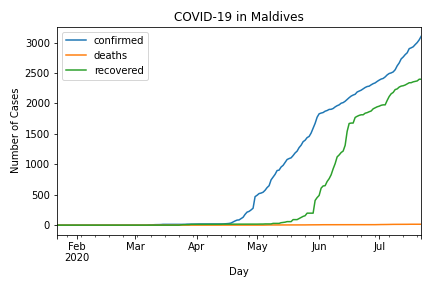 COVID-19 in Maldives
confirmed
deaths
recovered
Number of Cases
3000
2500
2000
1500
1000
500
0
Feb Mar Apr May Jun Jul
2020
Day